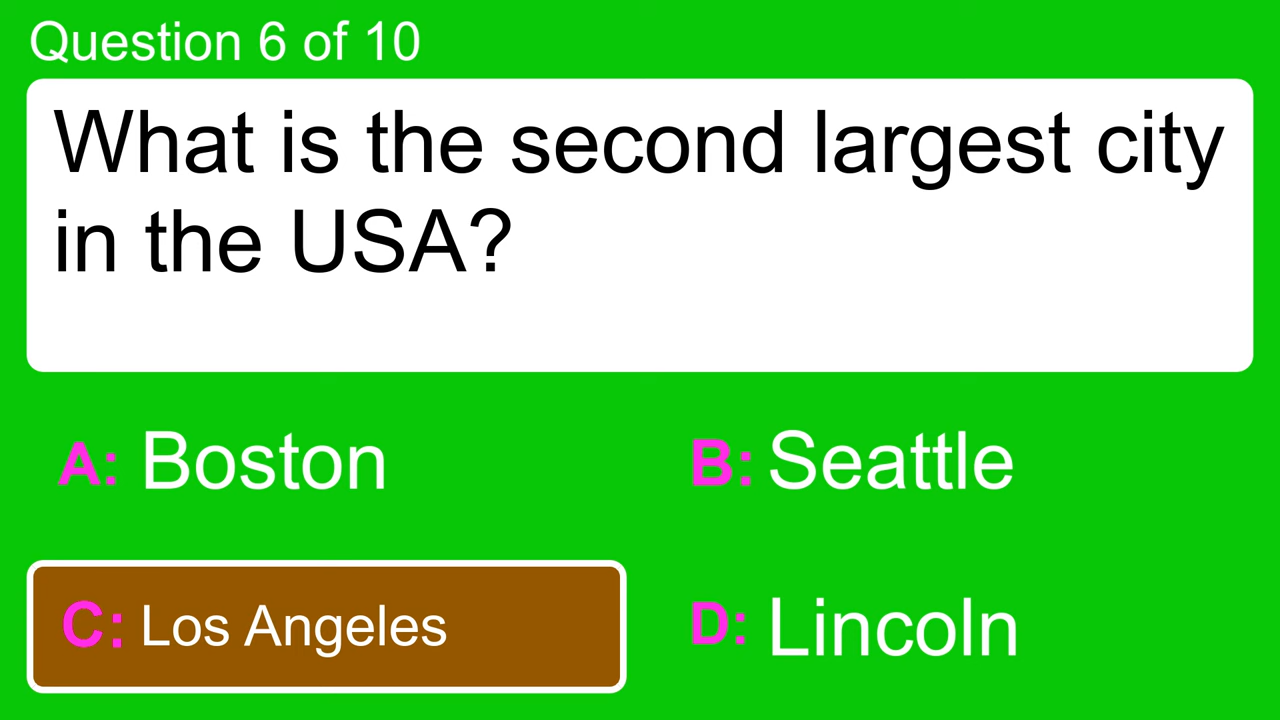 Question 6 of 10
What is the second largest city
in the USA?
A: Boston
B: Seattle
C: Los Angeles
D: Lincoln